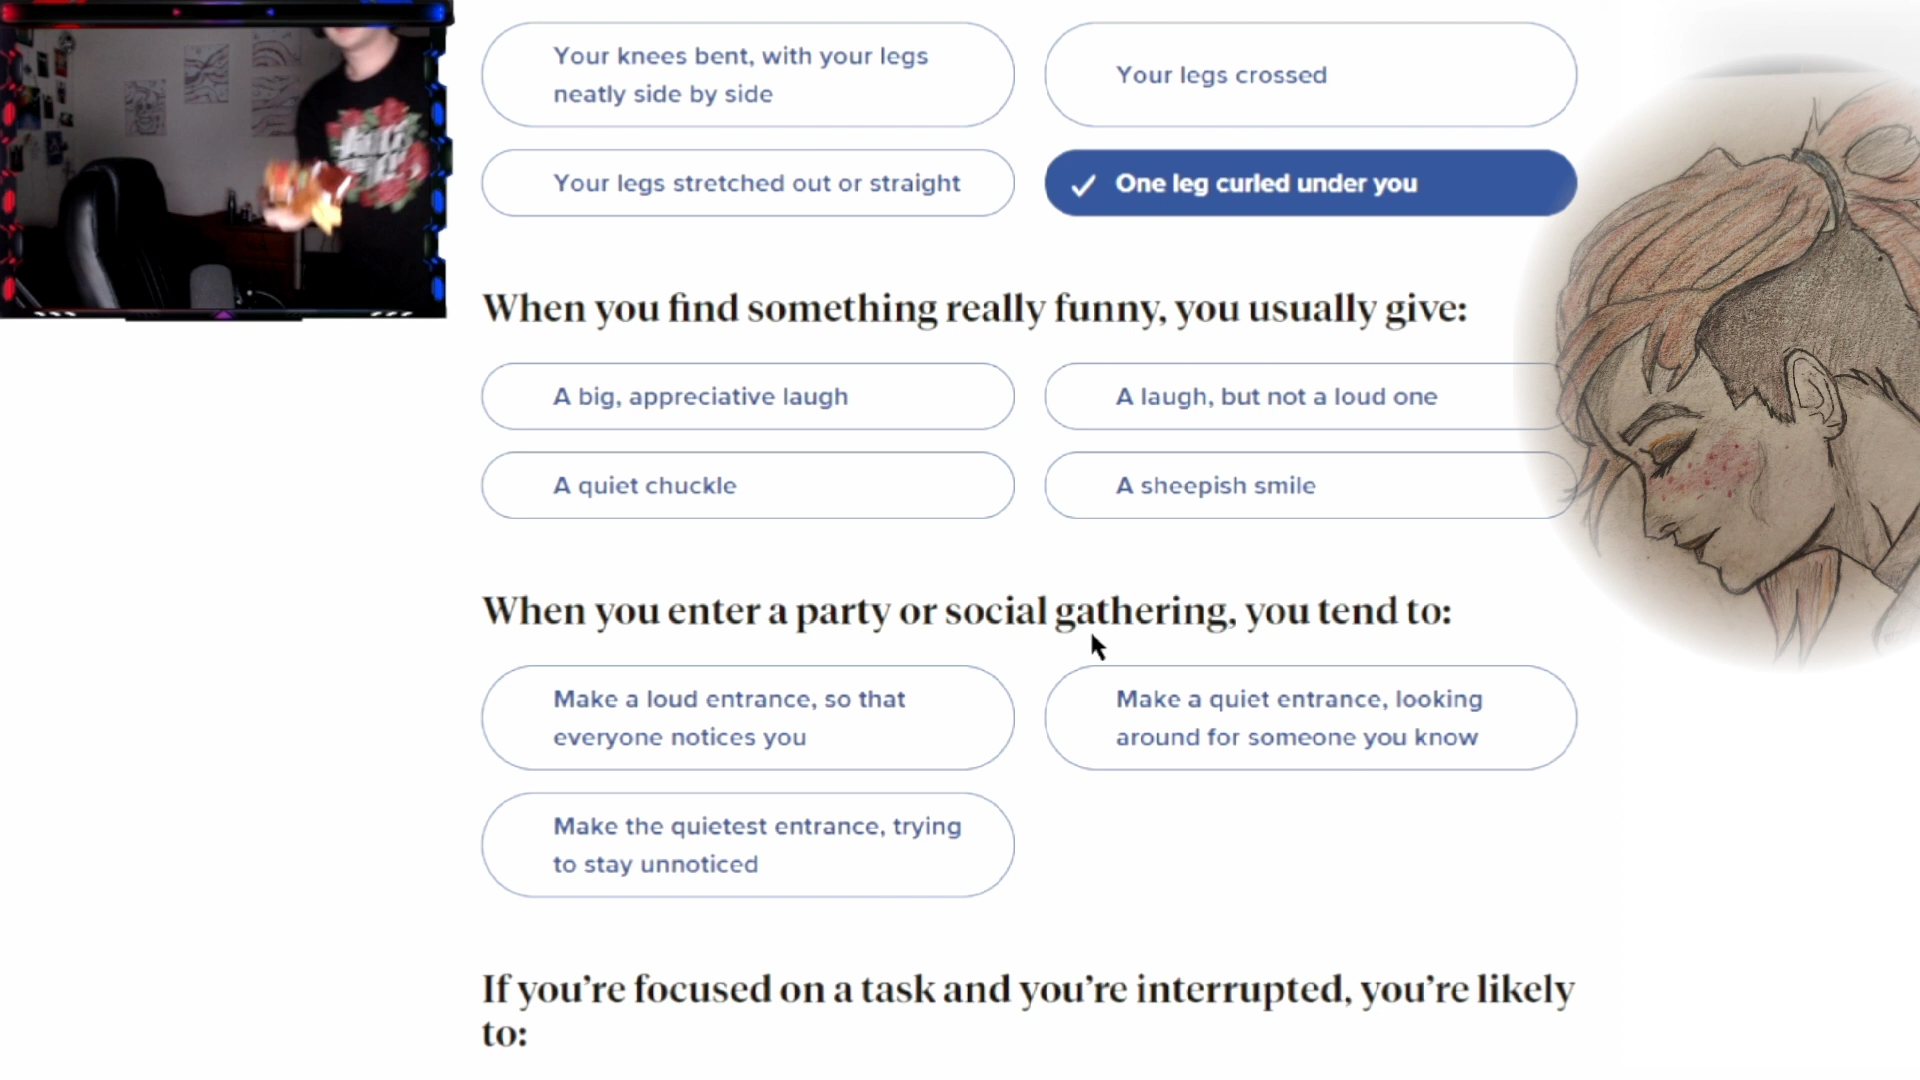 Your knees bent, with your legs
neatly side by side
Your legs crossed
Your legs stretched out or straight
One leg curled under you
When you find something really funny, you usually give:
A big, appreciative laugh
A laugh, but not a loud one
A quiet chuckle
A sheepish smile
When you enter a party or social gathering, you tend to:
Make a loud entrance, so that
everyone notices you
Make a quiet entrance, looking
around for someone you know
Make the quietest entrance, trying
to stay unnoticed
If you’re focused on a task and you’re interrupted, you’re likely
to: